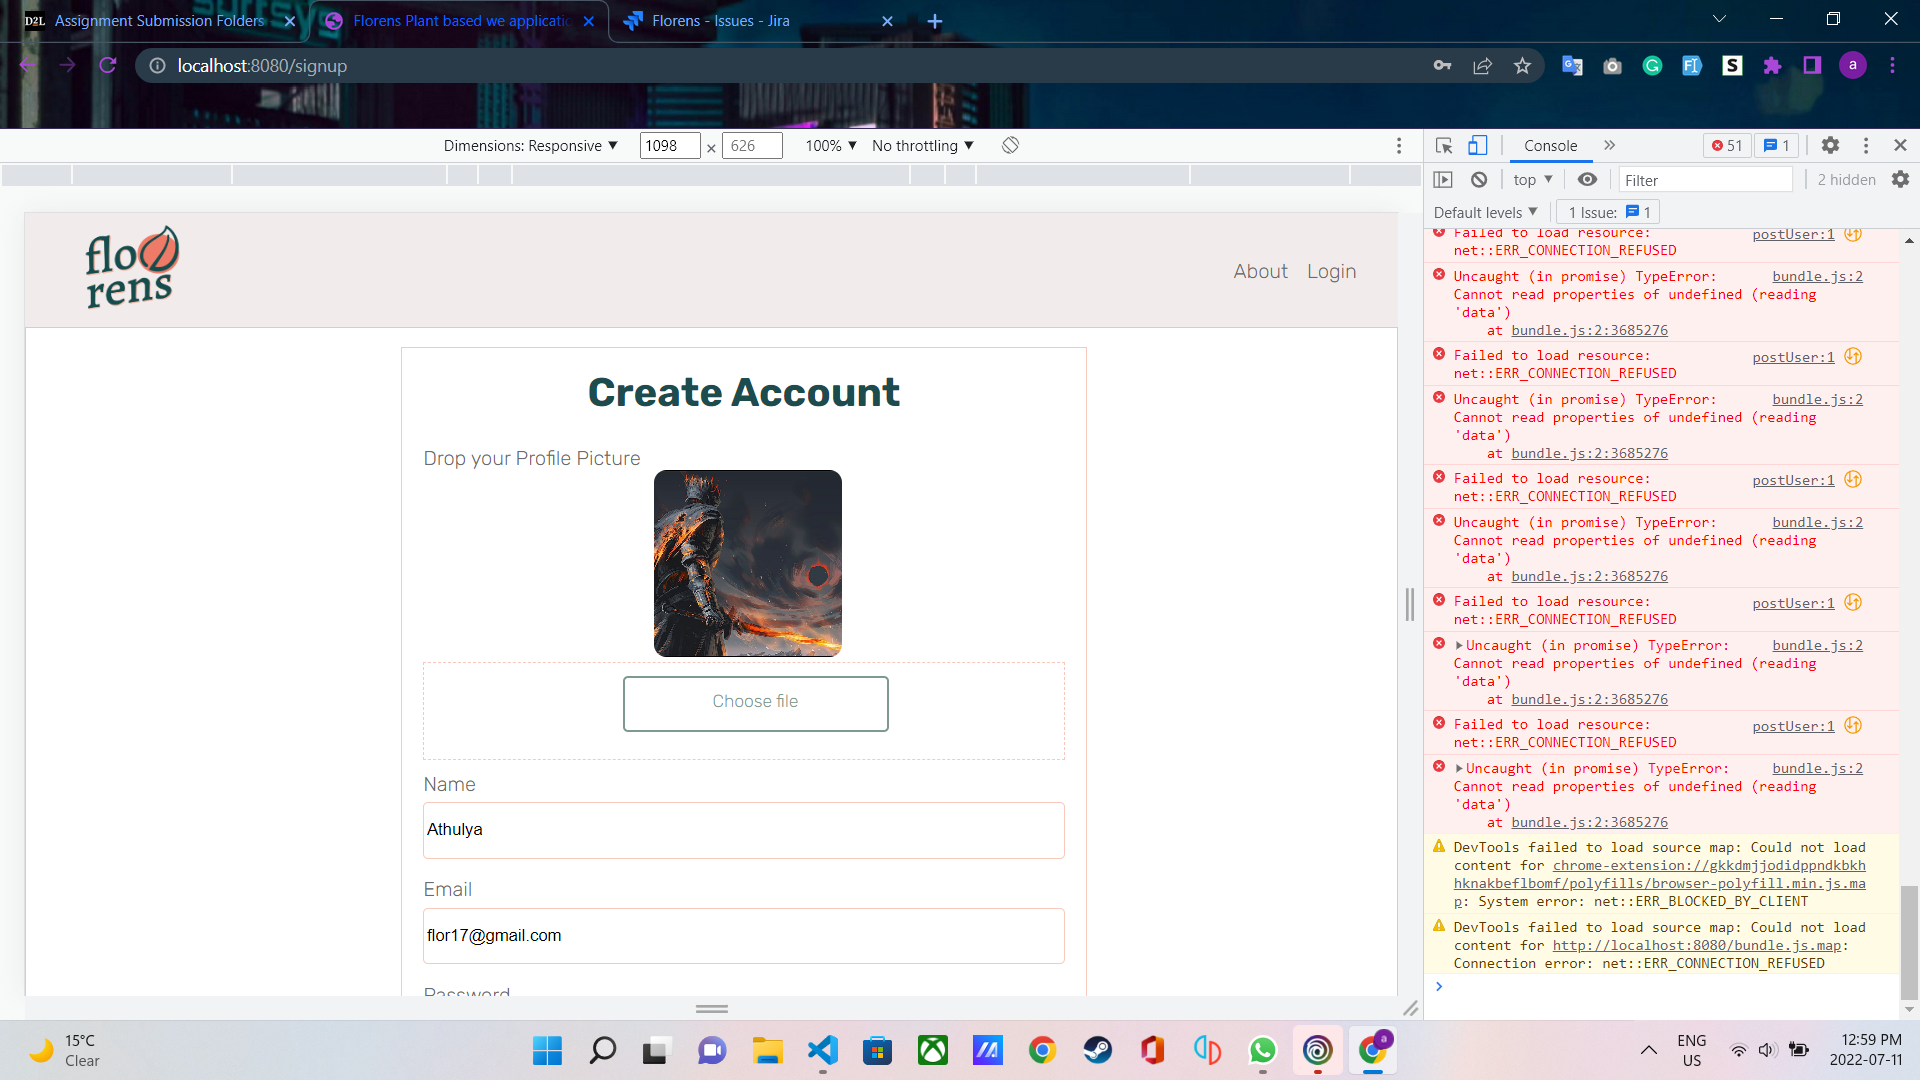 D2L Assignment Submission Folders
Florens Plant based we applicatio
Florens - Issues - Jira
localhost:8080/signup
a
Dimensions: Responsive
1098 × 626
100%
No throttling
Console
51
1
top
Filter
2 hidden
Default levels
1 Issue: 1
flo
rens
About
Login
Create Account
Drop your Profile Picture
Choose file
Name
Athulya
Email
flor17@gmail.com
Password
Failed to load resource: postUser:1
net::ERR_CONNECTION_REFUSED
Uncaught (in promise) TypeError: bundle.js:2
Cannot read properties of undefined (reading
'data')
at bundle.js:2:3685276
Failed to load resource: postUser:1
net::ERR_CONNECTION_REFUSED
Uncaught (in promise) TypeError: bundle.js:2
Cannot read properties of undefined (reading
'data')
at bundle.js:2:3685276
Failed to load resource: postUser:1
net::ERR_CONNECTION_REFUSED
Uncaught (in promise) TypeError: bundle.js:2
Cannot read properties of undefined (reading
'data')
at bundle.js:2:3685276
Failed to load resource: postUser:1
net::ERR_CONNECTION_REFUSED
Uncaught (in promise) TypeError: bundle.js:2
Cannot read properties of undefined (reading
'data')
at bundle.js:2:3685276
Failed to load resource: postUser:1
net::ERR_CONNECTION_REFUSED
Uncaught (in promise) TypeError: bundle.js:2
Cannot read properties of undefined (reading
'data')
at bundle.js:2:3685276
DevTools failed to load source map: Could not load
content for chrome-extension://gkkdmjjodidppndkbkh
hknakbeflbomf/polyfills/browser-polyfill.min.js.ma
p: System error: net::ERR_BLOCKED_BY_CLIENT
DevTools failed to load source map: Could not load
content for http://localhost:8080/bundle.js.map:
Connection error: net::ERR_CONNECTION_REFUSED
15°C
Clear
a
ENG
US
12:59 PM
2022-07-11